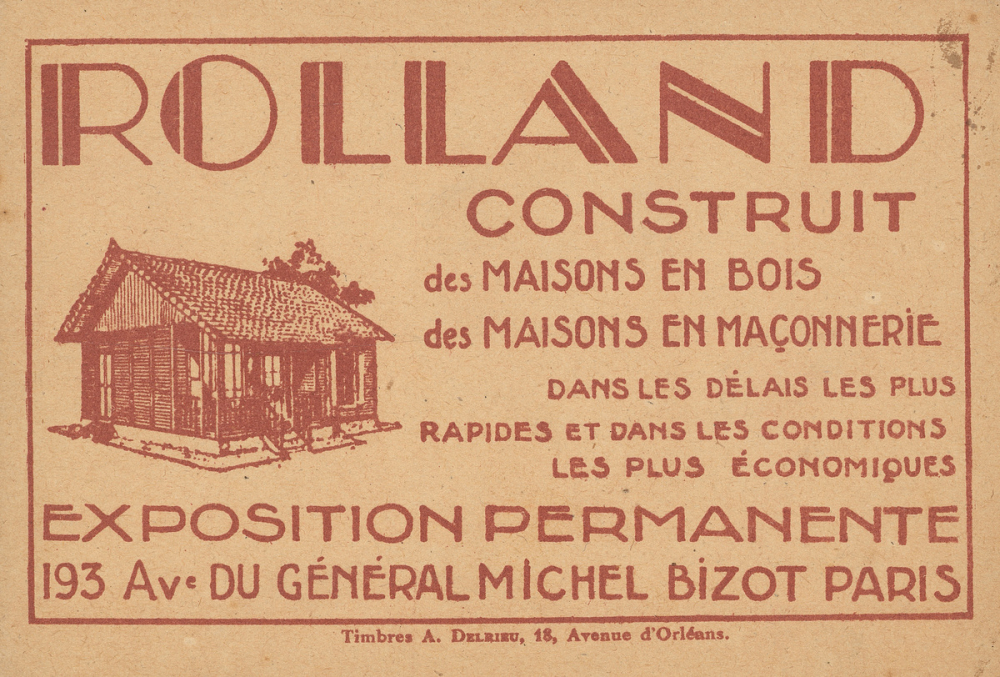 ROLLAND
CONSTRUIT
des MAISONS EN BOIS
des MAISONS EN MAÇONNERIE
DANS LES DÉLAIS LES PLUS
RAPIDES ET DANS LES CONDITIONS
LES PLUS ÉCONOMIQUES
EXPOSITION PERMANENTE
193 Ave DU GÉNÉRAL MICHEL BIZOT PARIS
Timbres A. DELRIEU, 18, Avenue d'Orléans.